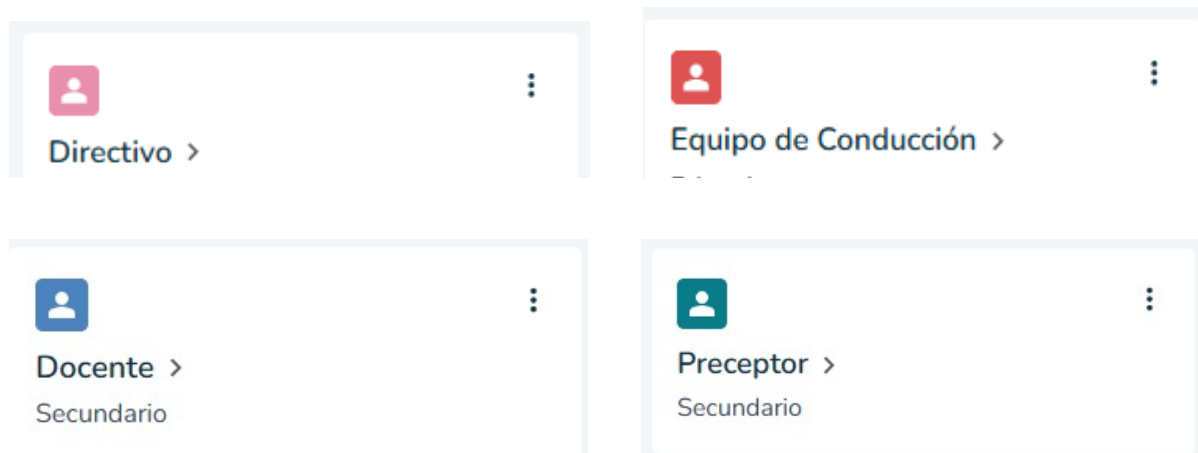 Directivo >
Equipo de Conducción >
Docente >
Secundario
Preceptor >
Secundario